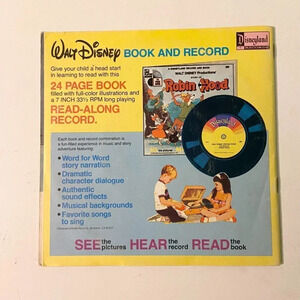 WALT DISNEY BOOK AND RECORD
Disneyland
Give your child a head start
in learning to read with this
24 PAGE BOOK
filled with full-color illustrations and
a 7 INCH 33⅓ RPM long playing
READ-ALONG
RECORD.
WALT DISNEY Productions'
Robin Hood
Each book and record combination is
a fun-filled experience in music and story
adventure featuring:
• Word for Word
story narration
• Dramatic
character dialogue
• Authentic
sound effects
• Musical backgrounds
• Favorite songs
to sing
SEE the pictures HEAR the record READ the book